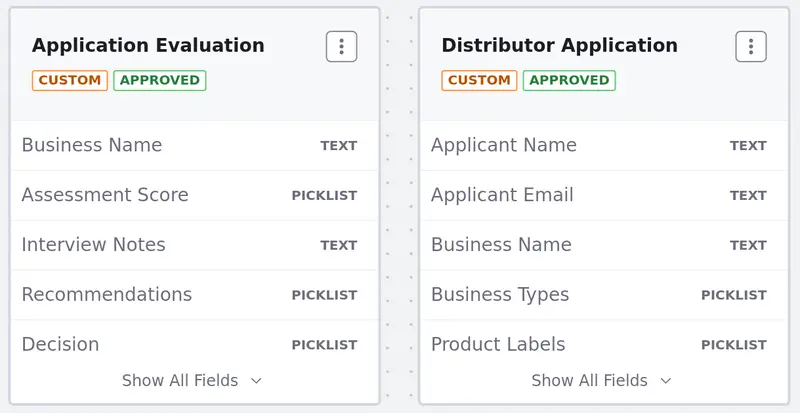 Application Evaluation
CUSTOM APPROVED
Business Name TEXT
Assessment Score PICKLIST
Interview Notes TEXT
Recommendations PICKLIST
Decision PICKLIST
Show All Fields
Distributor Application
CUSTOM APPROVED
Applicant Name TEXT
Applicant Email TEXT
Business Name TEXT
Business Types PICKLIST
Product Labels PICKLIST
Show All Fields